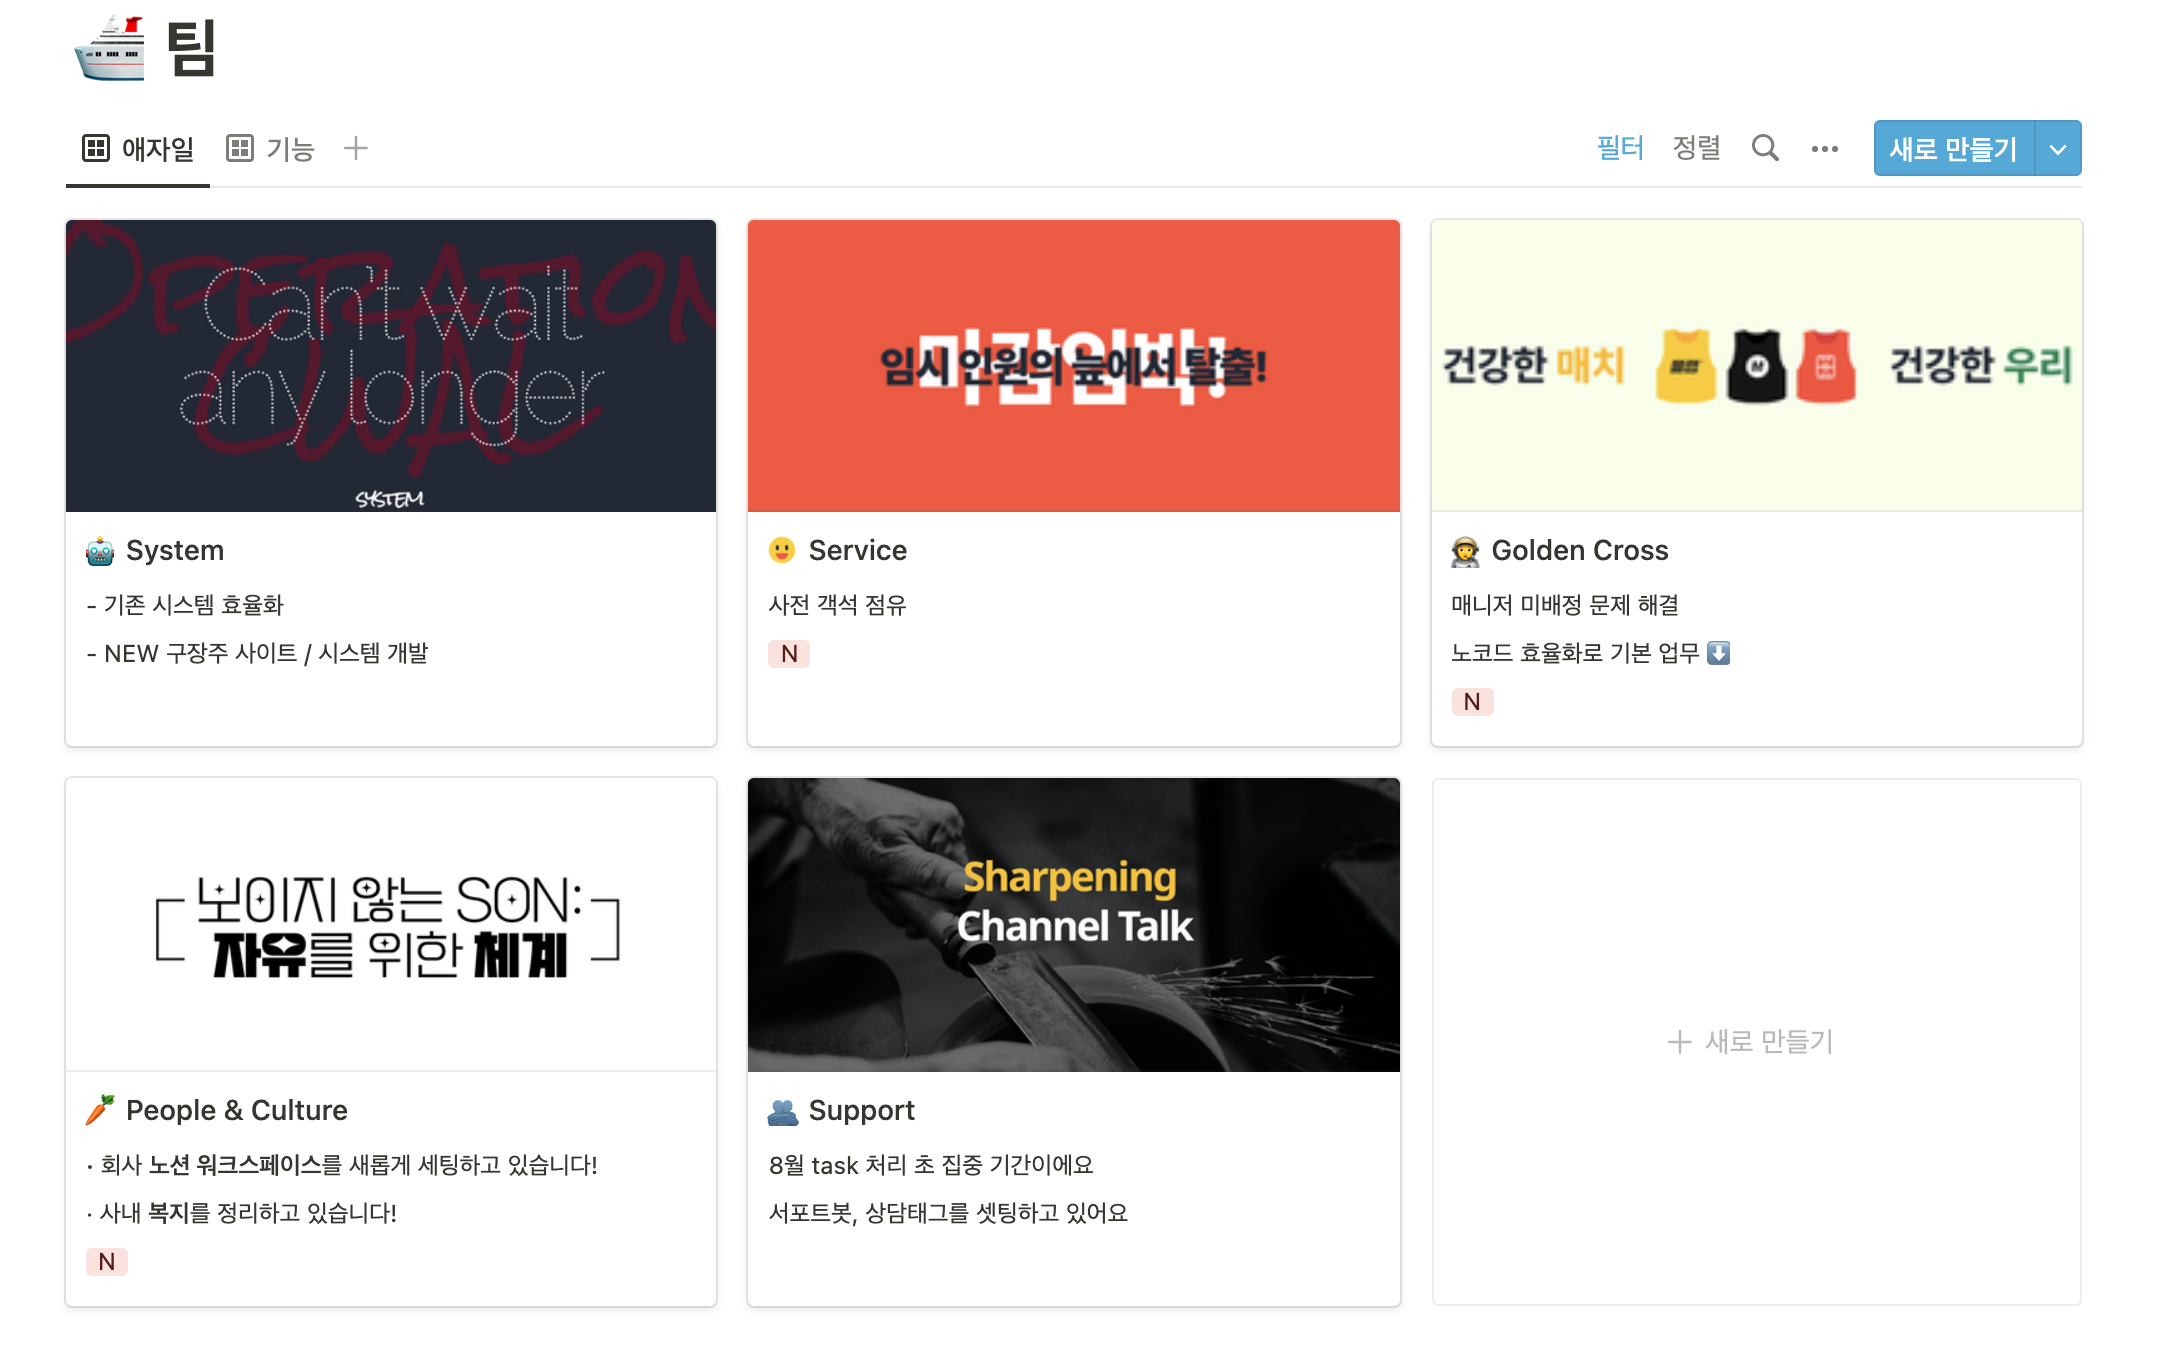 팀
애자일
기능
필터
정렬
새로 만들기
Can't wait
any longer
OPERATION
SYSTEM
System
- 기존 시스템 효율화
- NEW 구장주 사이트 / 시스템 개발
마감임박!
임시 인원의 늪에서 탈출!
Service
사전 객석 점유
N
건강한 매치
M
건강한 우리
Golden Cross
매니저 미배정 문제 해결
노코드 효율화로 기본 업무 ⬇️
N
보이지 않는 SON:
자유를 위한 체계
People & Culture
· 회사 노션 워크스페이스를 새롭게 세팅하고 있습니다!
· 사내 복지를 정리하고 있습니다!
N
Sharpening
Channel Talk
Support
8월 task 처리 초 집중 기간이에요
서포트봇, 상담태그를 셋팅하고 있어요
+ 새로 만들기